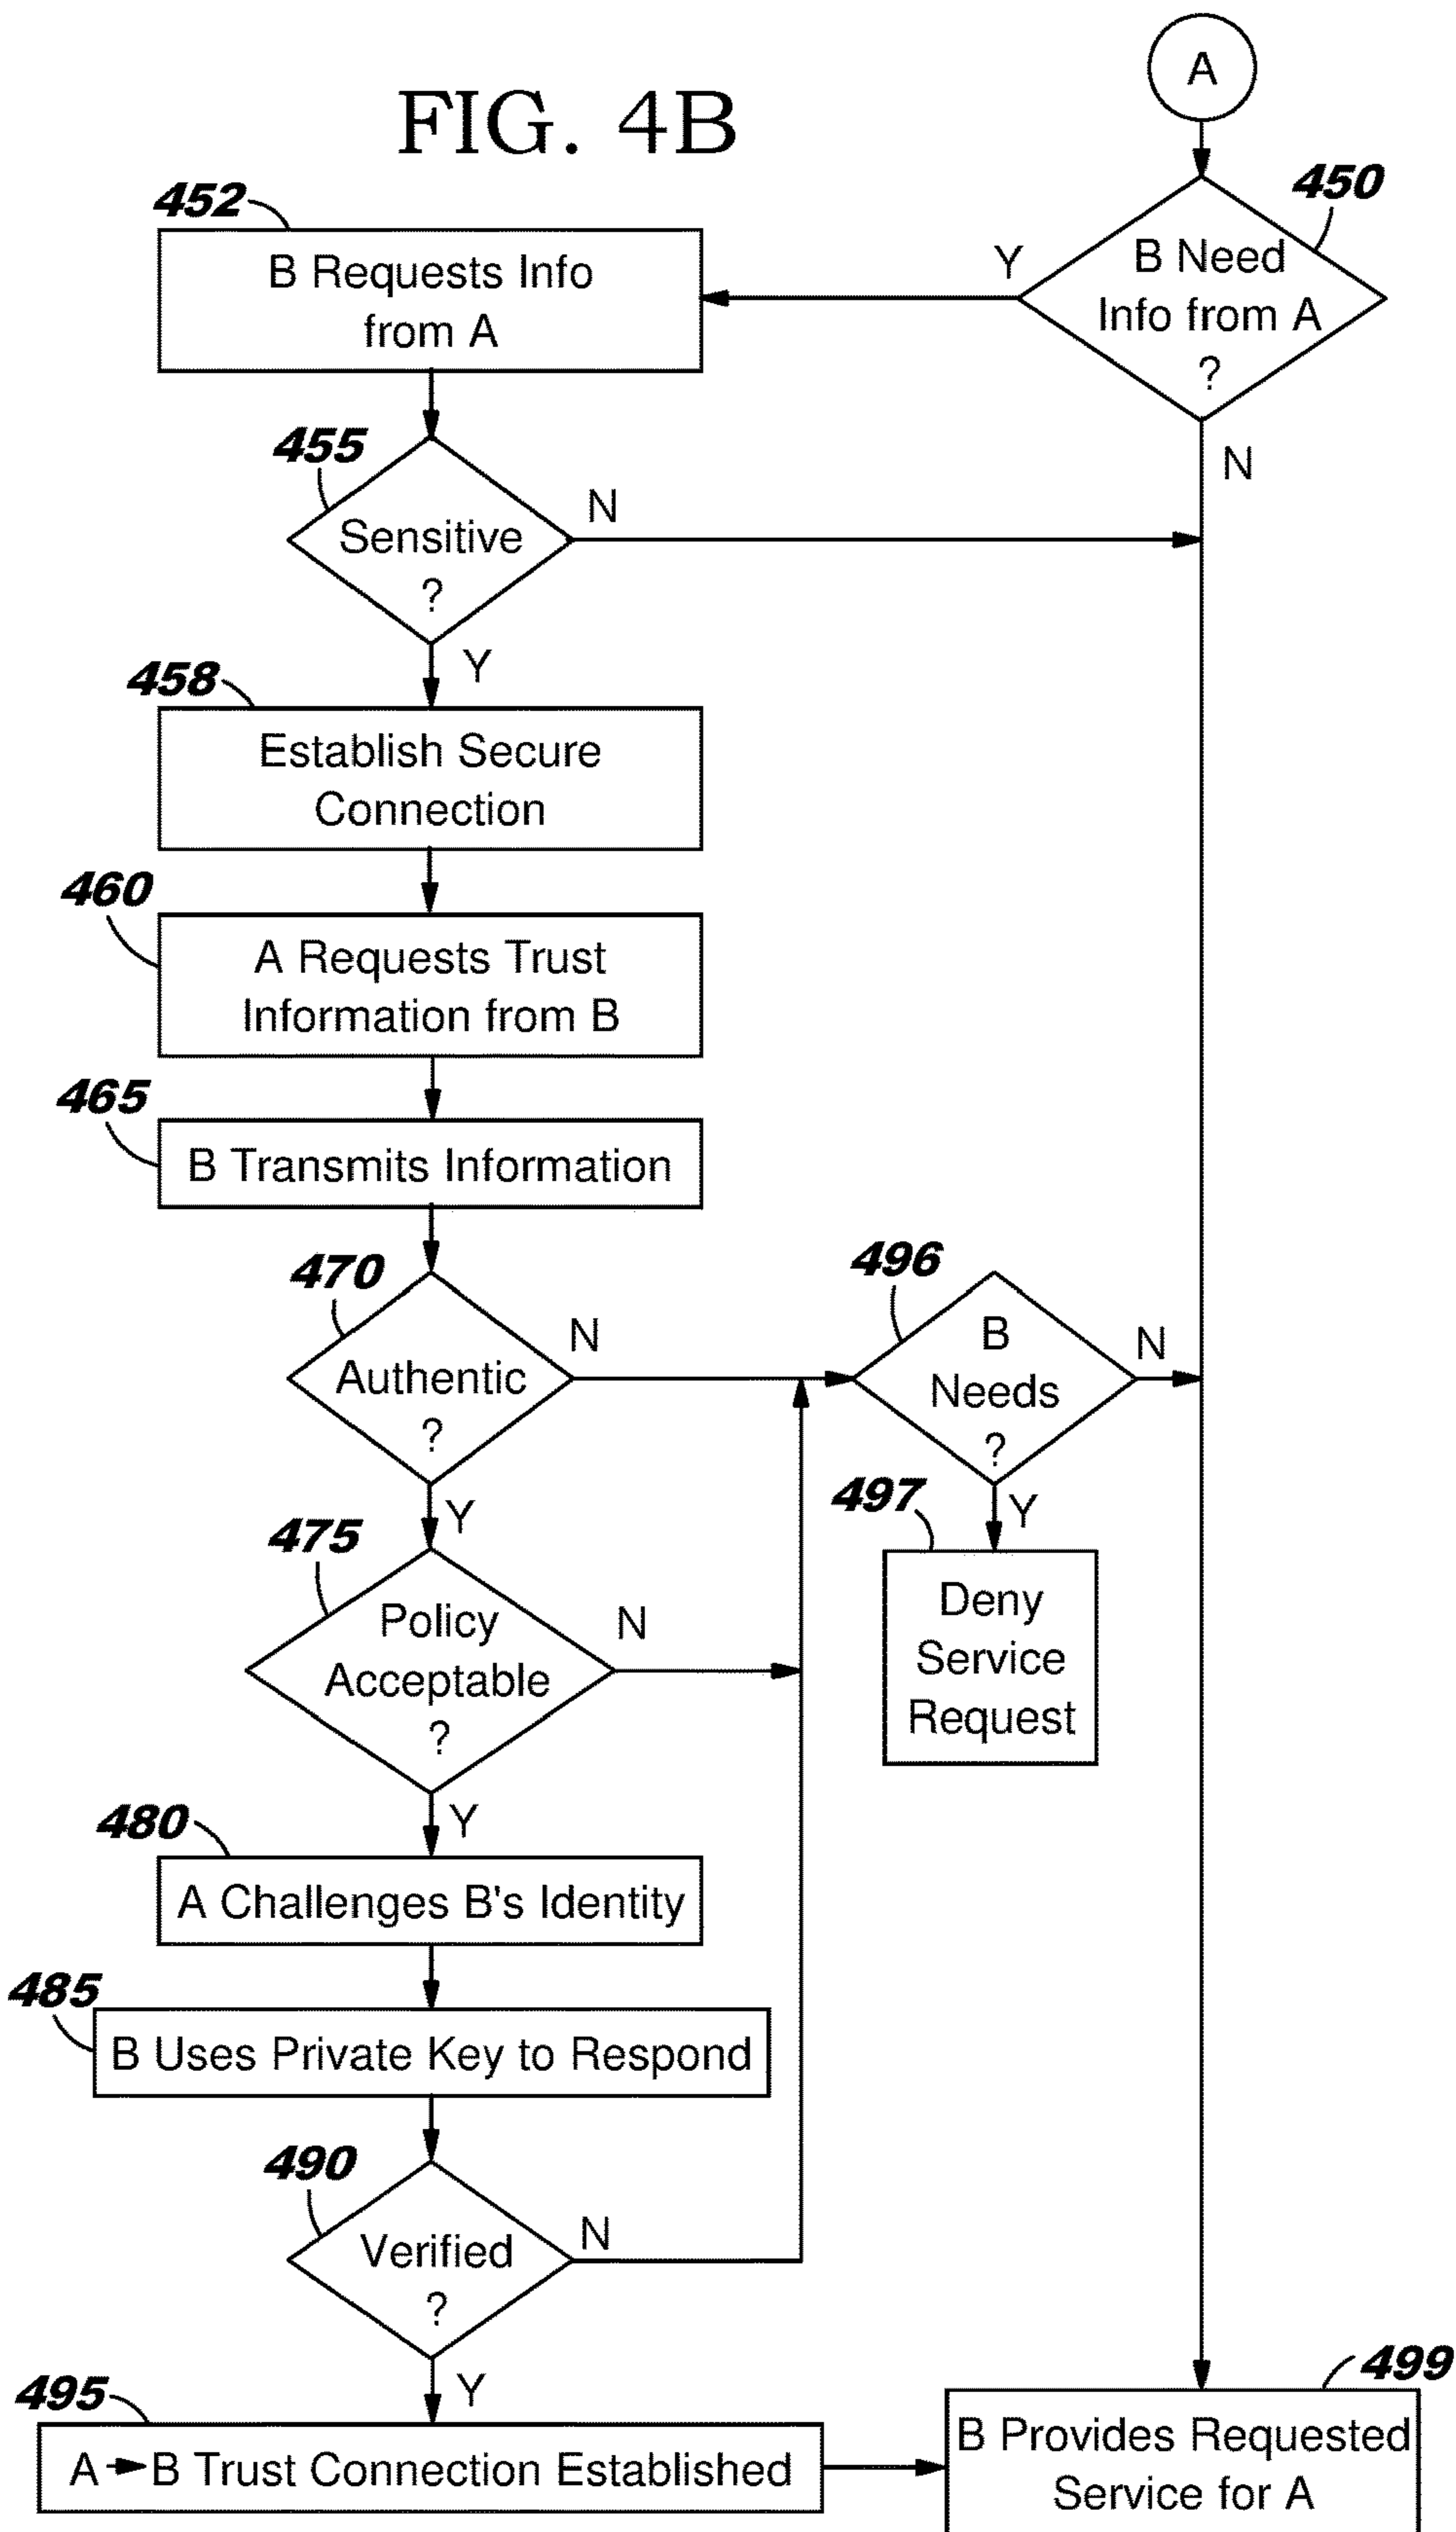 A
FIG. 4B
450
B Need
Info from A
?
Y
N
452
B Requests Info
from A
455
Sensitive
?
N
Y
458
Establish Secure
Connection
460
A Requests Trust
Information from B
465
B Transmits Information
470
Authentic
?
N
Y
496
B
Needs
?
N
Y
497
Deny
Service
Request
475
Policy
Acceptable
?
N
Y
480
A Challenges B's Identity
485
B Uses Private Key to Respond
490
Verified
?
N
Y
495
A → B Trust Connection Established
499
B Provides Requested
Service for A